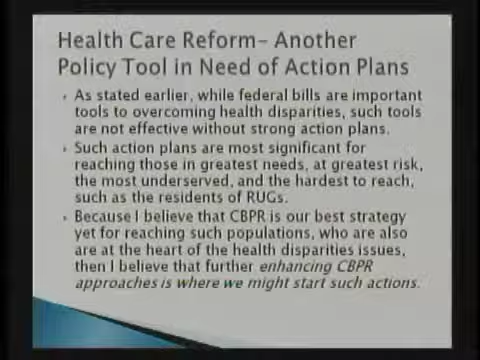 Health Care Reform– Another
Policy Tool in Need of Action Plans
As stated earlier, while federal bills are important
tools to overcoming health disparities, such tools
are not effective without strong action plans.
Such action plans are most significant for
reaching those in greatest needs, at greatest risk,
the most underserved, and the hardest to reach,
such as the residents of RUGs.
Because I believe that CBPR is our best strategy
yet for reaching such populations, who are also
are at the heart of the health disparities issues,
then I believe that further enhancing CBPR
approaches is where we might start such actions.